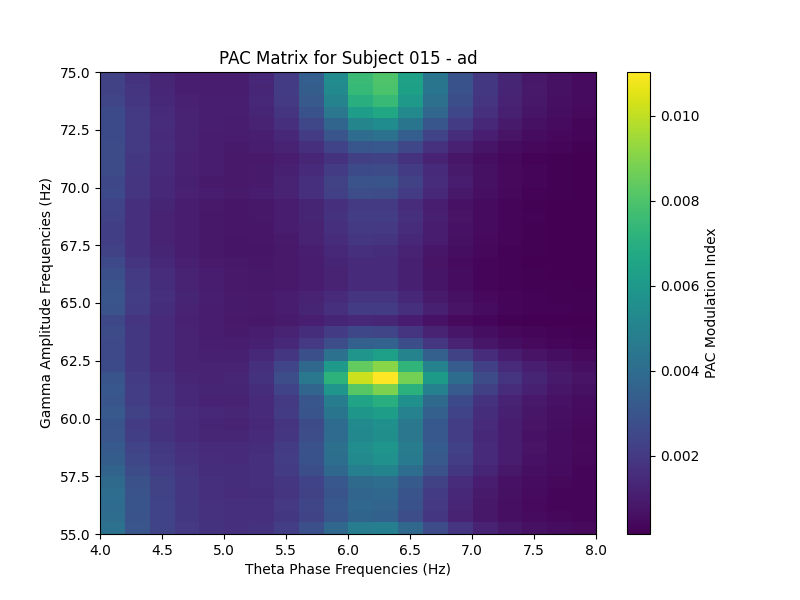 PAC Matrix for Subject 015 - ad
75.0
72.5
70.0
67.5
65.0
62.5
60.0
57.5
55.0
Gamma Amplitude Frequencies (Hz)
4.0 4.5 5.0 5.5 6.0 6.5 7.0 7.5 8.0
Theta Phase Frequencies (Hz)
0.010
0.008
0.006
0.004
0.002
PAC Modulation Index